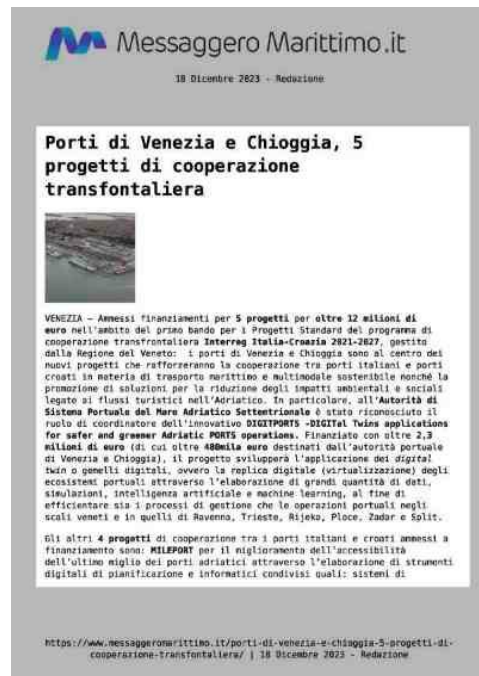 Messaggero Marittimo.it
18 Dicembre 2023 - Redazione
Porti di Venezia e Chioggia, 5
progetti di cooperazione
transfontaliera
VENEZIA – Ammessi finanziamenti per 5 progetti per oltre 12 milioni di
euro nell'ambito del primo bando per i Progetti Standard del programma di
cooperazione transfrontaliera Interreg Italia-Croazia 2021-2027, gestito
dalla Regione del Veneto: i porti di Venezia e Chioggia sono al centro dei
nuovi progetti che rafforzeranno la cooperazione tra porti italiani e porti
croati in materia di trasporto marittimo e multimodale sostenibile nonché la
promozione di soluzioni per la riduzione degli impatti ambientali e sociali
legate ai flussi turistici nell'Adriatico. In particolare, all'Autorità di
Sistema Portuale del Mare Adriatico Settentrionale è stato riconosciuto il
ruolo di coordinatore dell'innovativo DIGITPORTS -DIGITal Twins applications
for safer and greener Adriatic PORTS operations. Finanziato con oltre 2,3
milioni di euro (di cui oltre 480mila euro destinati dall'autorità portuale
di Venezia e Chioggia), il progetto svilupperà l'applicazione dei digital
twin o gemelli digitali, ovvero la replica digitale (virtualizzazione) degli
ecosistemi portuali attraverso l'elaborazione di grandi quantità di dati,
simulazioni, intelligenza artificiale e machine learning, al fine di
efficientare sia i processi di gestione che le operazioni portuali negli
scali veneti e in quelli di Ravenna, Trieste, Rijeka, Ploce, Zadar e Split.
Gli altri 4 progetti di cooperazione tra i porti italiani e croati ammessi a
finanziamento sono: MILEPORT per il miglioramento dell'accessibilità
dell'ultimo miglio dei porti adriatici attraverso l'elaborazione di strumenti
digitali di pianificazione e informatici condivisi quali: sistemi di
https://www.messaggeromarittimo.it/porti-di-venezia-e-chioggia-5-progetti-di-
cooperazione-transfontaliera/ | 18 Dicembre 2023 - Redazione